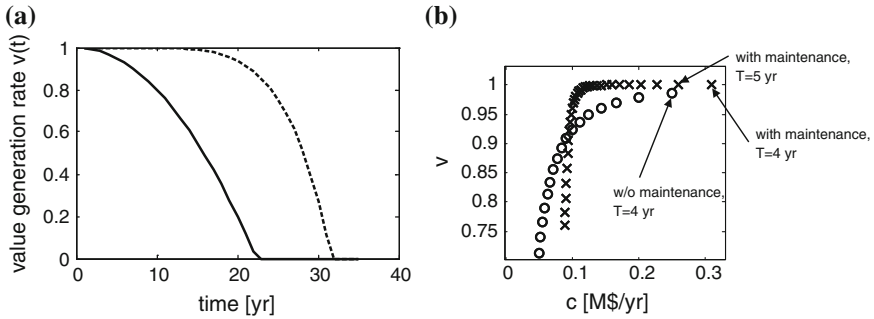 (a)
value generation rate v(t)
1
0.8
0.6
0.4
0.2
0
0
10
20
30
40
time [yr]
(b)
v
1
0.95
0.9
0.85
0.8
0.75
0
0.1
0.2
0.3
c [M$/yr]
with maintenance,
T=5 yr
with maintenance,
T=4 yr
w/o maintenance,
T=4 yr